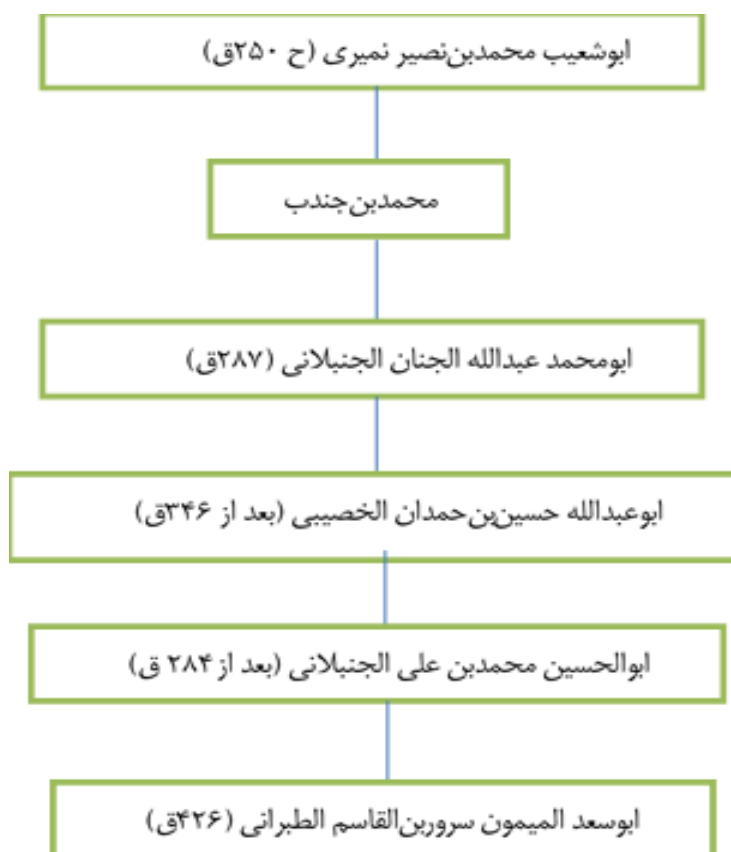 ابوشعیب محمدبن‌نصیر نمیری (ح ۲۵۰ق)
محمدبن‌جندب
ابومحمد عبدالله الجنان الجنبلانی (۲۸۷ق)
ابوعبدالله حسین‌بن‌حمدان الخصیبی (بعد از ۳۴۶ق)
ابوالحسین محمدبن علی الجنبلانی (بعد از ۲۸۴ ق)
ابوسعد المیمون سروربن‌القاسم الطبرانی (۴۲۶ق)